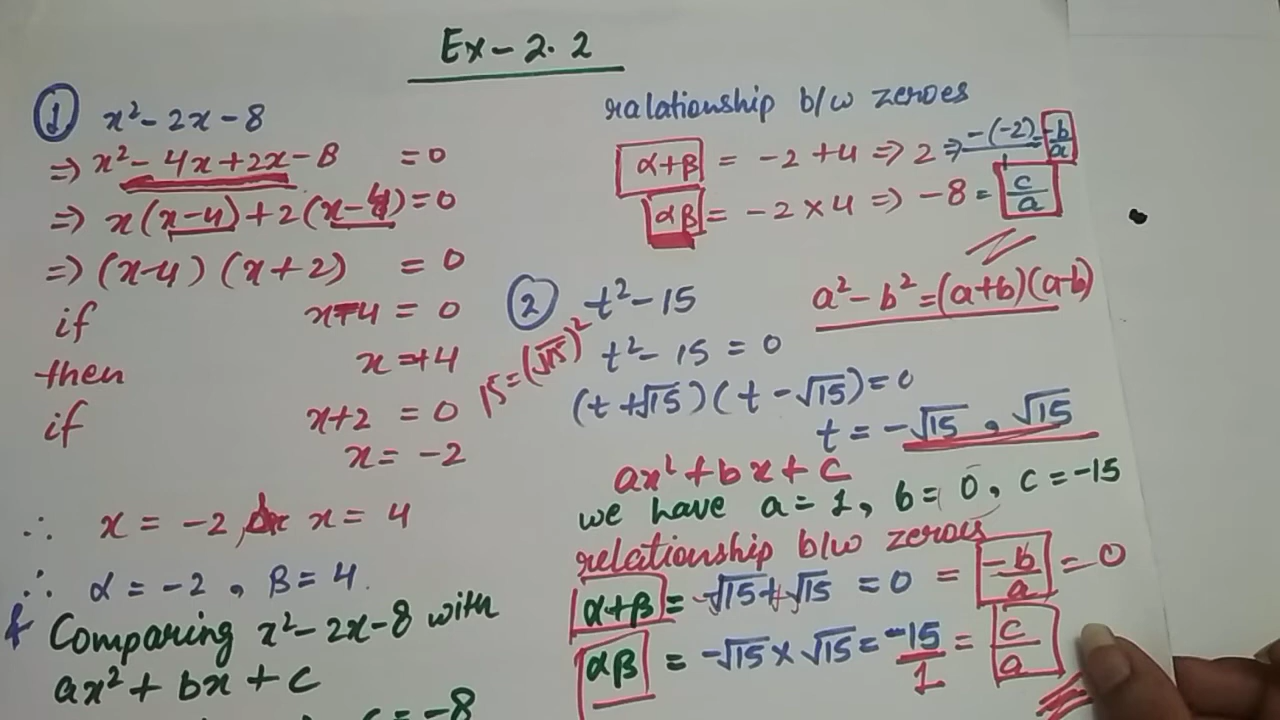 Ex-2.2
① x²-2x-8
⇒ x²-4x+2x-8 =0
⇒ x(x-4)+2(x-4)=0
⇒ (x-4)(x+2) =0
if x-4=0
then x=+4
if x+2=0
x=-2
∴ x=-2, x=4
∴ α=-2, β=4.
Comparing x²-2x-8 with
ax²+bx+c
c=-8
ralationship b/w zeroes
α+β = -2+4 ⇒ 2 ⇒ -(-2)/1 = -b/a
αβ = -2×4 ⇒ -8 = c/a
② t²-15
a²-b²=(a+b)(a-b)
15=(√15)²
t²-15=0
(t+√15)(t-√15)=0
t=-√15, √15
ax²+bx+c
we have a=1, b=0, c=-15
relationship b/w zeroes
α+β = -√15+√15 = 0 = -b/a = 0
αβ = -√15×√15 = -15/1 = c/a